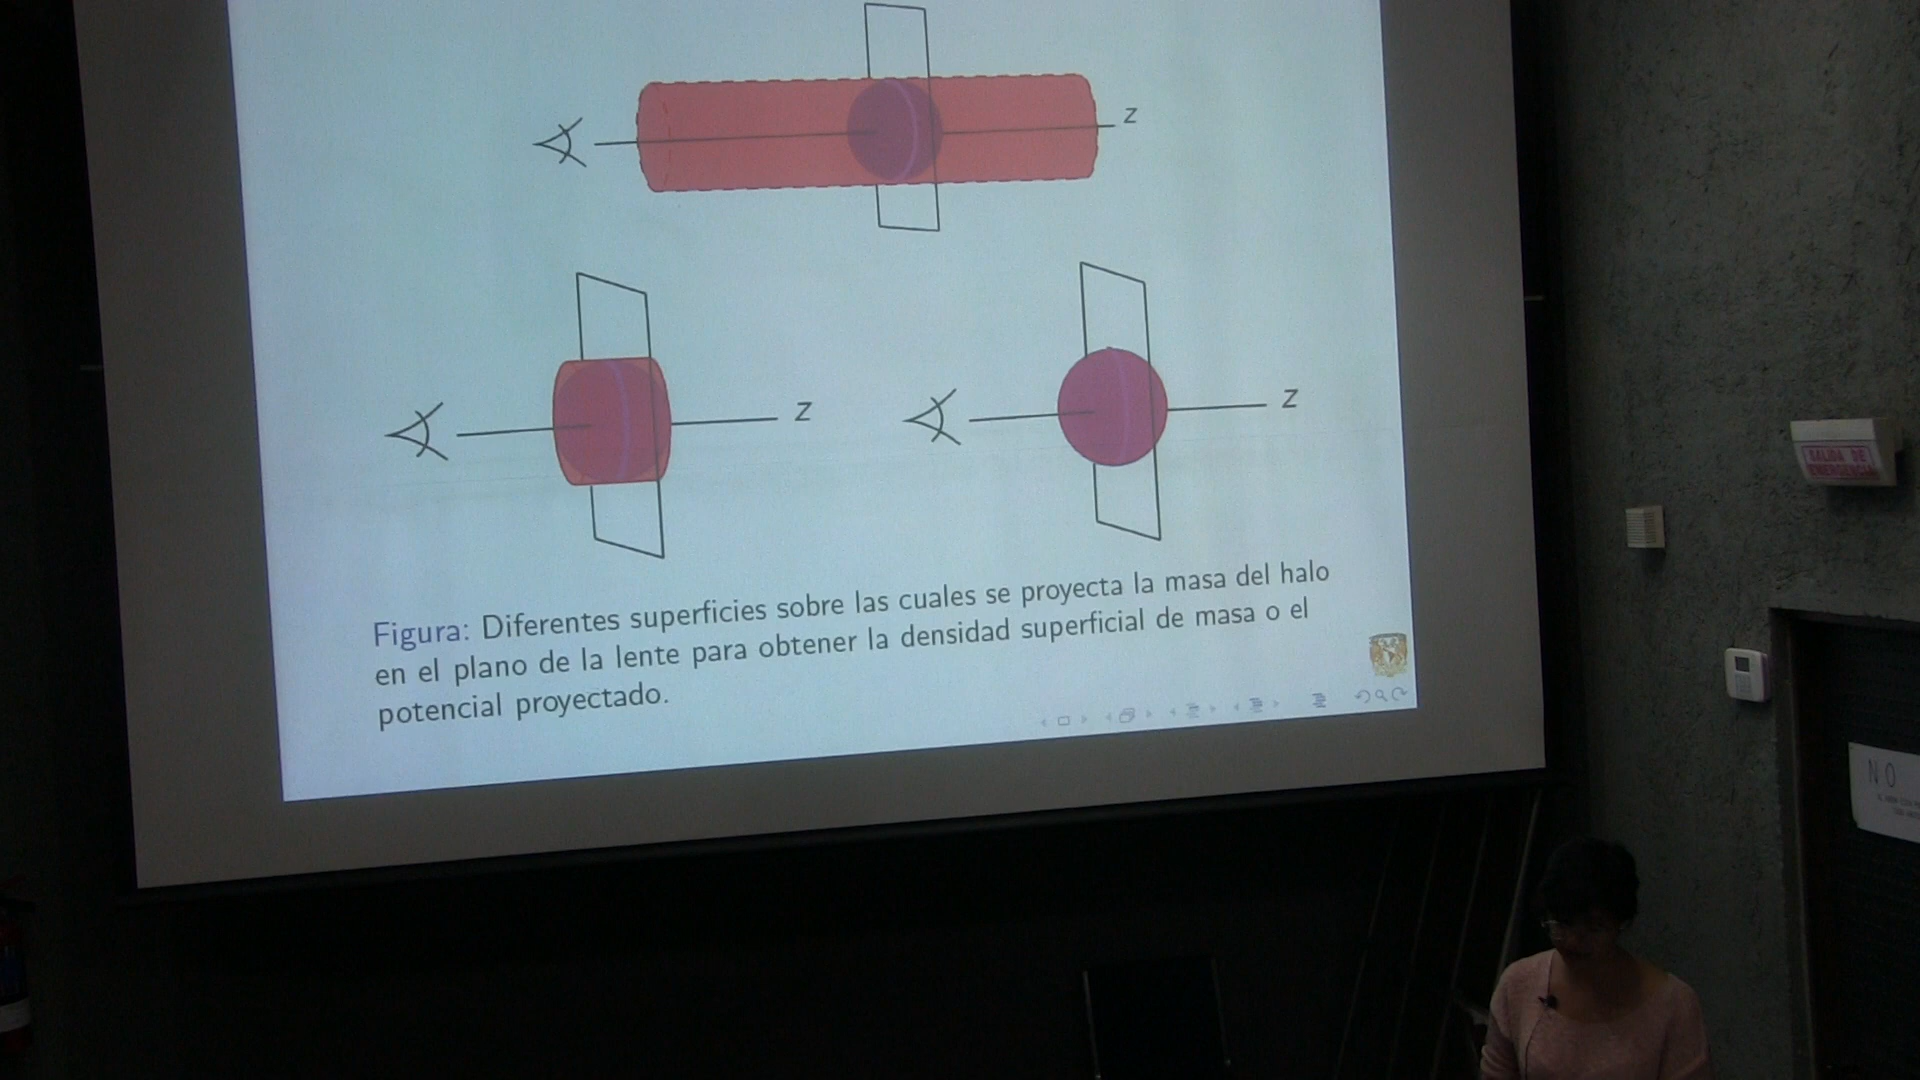 z
z
z
Figura: Diferentes superficies sobre las cuales se proyecta la masa del halo
en el plano de la lente para obtener la densidad superficial de masa o el
potencial proyectado.
SALIDA DE
EMERGENCIA
NO